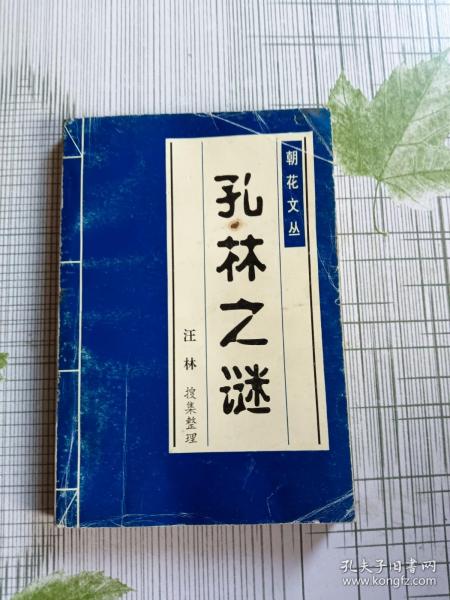 朝花文丛
孔林之谜
汪林 搜集整理
孔夫子旧书网
www.kongfz.com